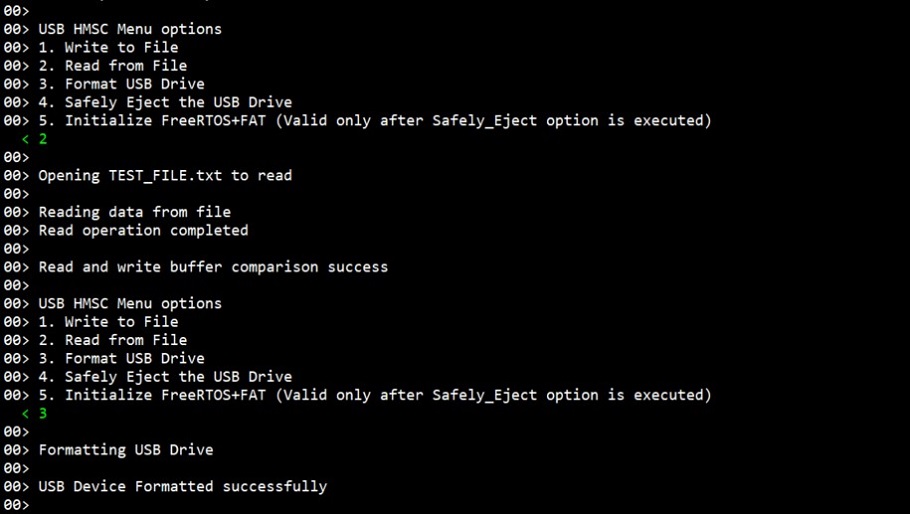 00>
00> USB HMSC Menu options
00> 1. Write to File
00> 2. Read from File
00> 3. Format USB Drive
00> 4. Safely Eject the USB Drive
00> 5. Initialize FreeRTOS+FAT (Valid only after Safely_Eject option is executed)
< 2
00>
00> Opening TEST_FILE.txt to read
00>
00> Reading data from file
00> Read operation completed
00>
00> Read and write buffer comparison success
00>
00> USB HMSC Menu options
00> 1. Write to File
00> 2. Read from File
00> 3. Format USB Drive
00> 4. Safely Eject the USB Drive
00> 5. Initialize FreeRTOS+FAT (Valid only after Safely_Eject option is executed)
< 3
00>
00> Formatting USB Drive
00>
00> USB Device Formatted successfully
00>